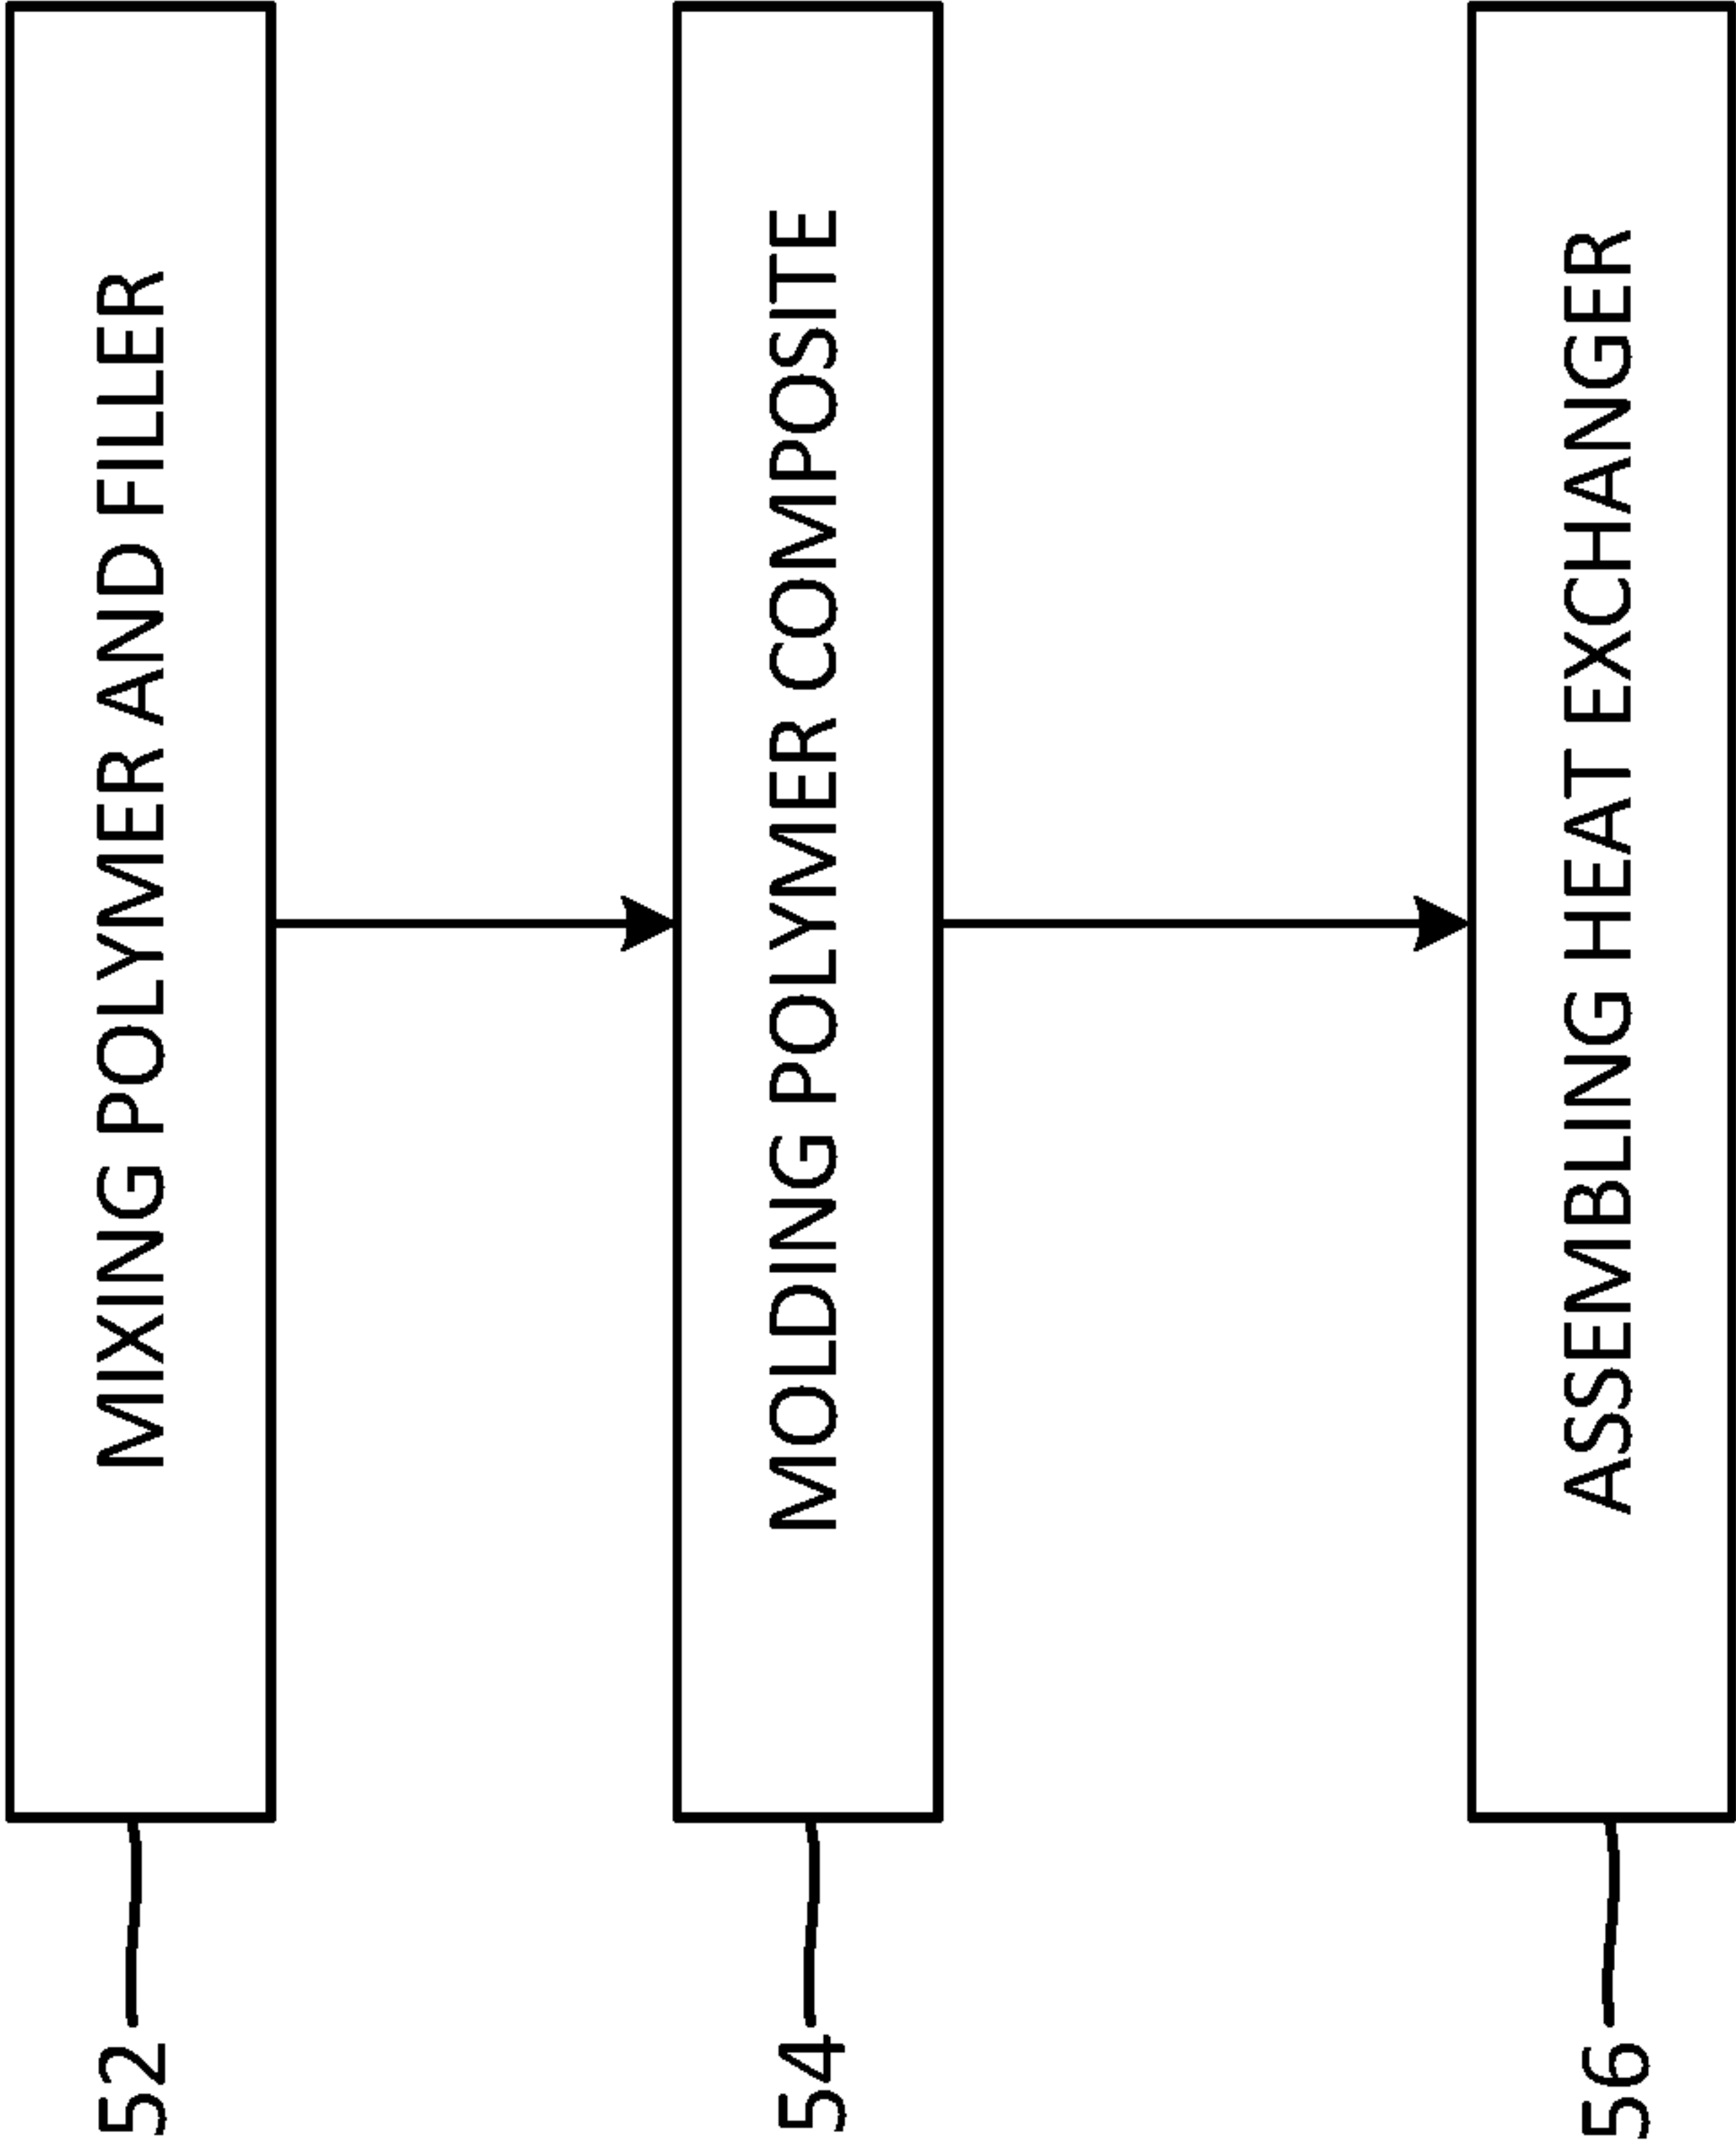 52
MIXING POLYMER AND FILLER
54
MOLDING POLYMER COMPOSITE
56
ASSEMBLING HEAT EXCHANGER